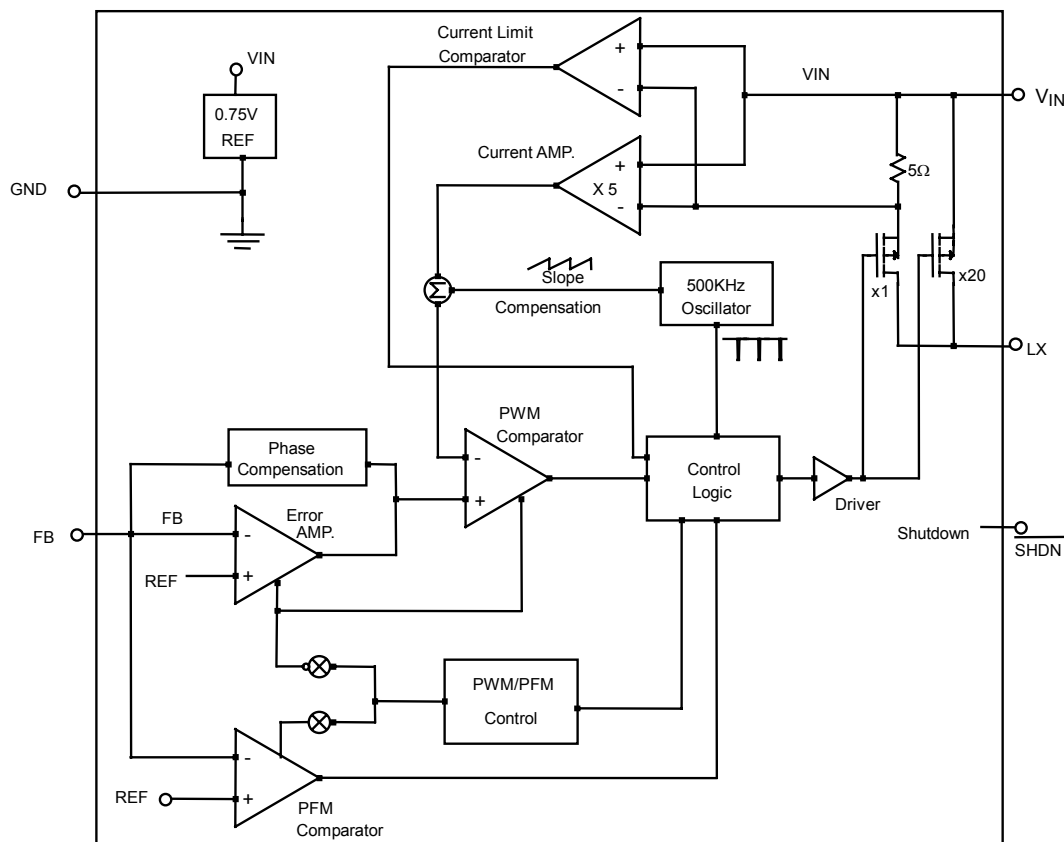 Current Limit
Comparator
+
-
VIN
VIN
VIN
0.75V
REF
GND
Current AMP.
+
X 5
-
5Ω
x1
x20
Slope
Compensation
500KHz
Oscillator
Σ
LX
PWM
Comparator
-
+
Phase
Compensation
Control
Logic
Driver
FB
FB
Error
AMP.
-
+
REF
Shutdown
SHDN
PWM/PFM
Control
-
+
REF
PFM
Comparator